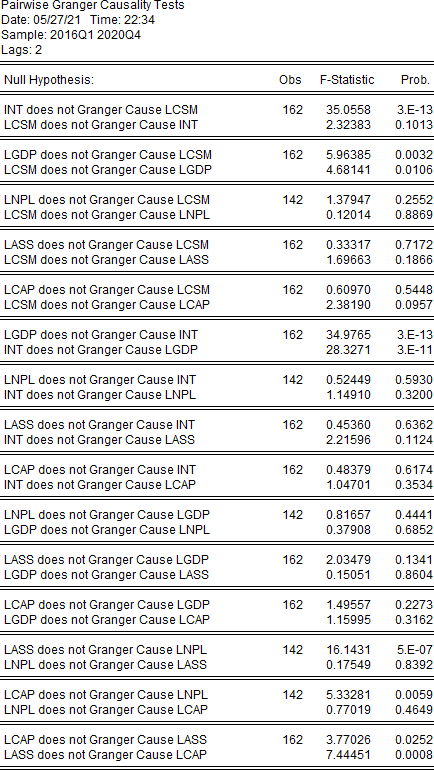 Pairwise Granger Causality Tests
Date: 05/27/21 Time: 22:34
Sample: 2016Q1 2020Q4
Lags: 2
Null Hypothesis: Obs F-Statistic Prob.
INT does not Granger Cause LCSM 162 35.0558 3.E-13
LCSM does not Granger Cause INT 2.32383 0.1013
LGDP does not Granger Cause LCSM 162 5.96385 0.0032
LCSM does not Granger Cause LGDP 4.68141 0.0106
LNPL does not Granger Cause LCSM 142 1.37947 0.2552
LCSM does not Granger Cause LNPL 0.12014 0.8869
LASS does not Granger Cause LCSM 162 0.33317 0.7172
LCSM does not Granger Cause LASS 1.69663 0.1866
LCAP does not Granger Cause LCSM 162 0.60970 0.5448
LCSM does not Granger Cause LCAP 2.38190 0.0957
LGDP does not Granger Cause INT 162 34.9765 3.E-13
INT does not Granger Cause LGDP 28.3271 3.E-11
LNPL does not Granger Cause INT 142 0.52449 0.5930
INT does not Granger Cause LNPL 1.14910 0.3200
LASS does not Granger Cause INT 162 0.45360 0.6362
INT does not Granger Cause LASS 2.21596 0.1124
LCAP does not Granger Cause INT 162 0.48379 0.6174
INT does not Granger Cause LCAP 1.04701 0.3534
LNPL does not Granger Cause LGDP 142 0.81657 0.4441
LGDP does not Granger Cause LNPL 0.37908 0.6852
LASS does not Granger Cause LGDP 162 2.03479 0.1341
LGDP does not Granger Cause LASS 0.15051 0.8604
LCAP does not Granger Cause LGDP 162 1.49557 0.2273
LGDP does not Granger Cause LCAP 1.15995 0.3162
LASS does not Granger Cause LNPL 142 16.1431 5.E-07
LNPL does not Granger Cause LASS 0.17549 0.8392
LCAP does not Granger Cause LNPL 142 5.33281 0.0059
LNPL does not Granger Cause LCAP 0.77019 0.4649
LCAP does not Granger Cause LASS 162 3.77026 0.0252
LASS does not Granger Cause LCAP 7.44451 0.0008